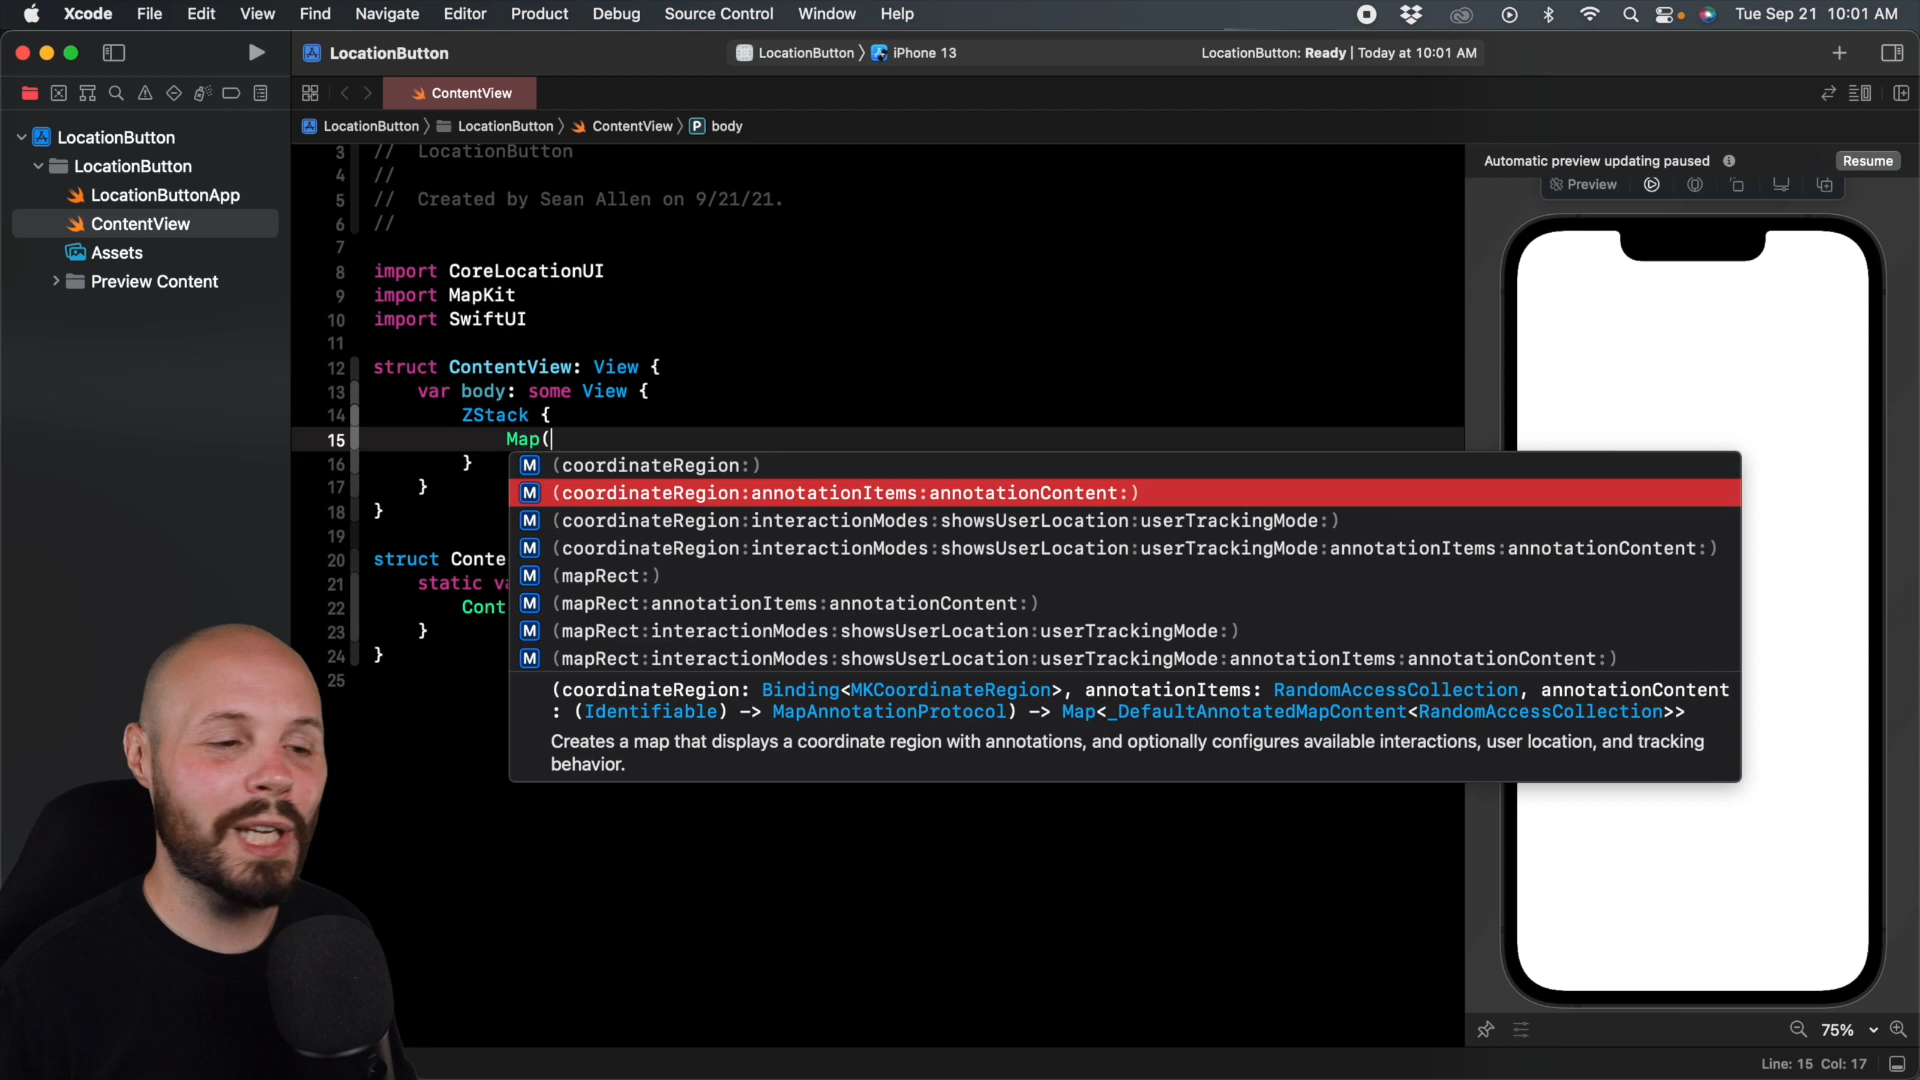 Xcode File Edit View Find Navigate Editor Product Debug Source Control Window Help
Tue Sep 21 10:01 AM
LocationButton
LocationButton 〉 iPhone 13
LocationButton: Ready | Today at 10:01 AM
ContentView
LocationButton 〉 LocationButton 〉 ContentView 〉 P body
LocationButton
LocationButton
LocationButtonApp
ContentView
Assets
Preview Content
3 // LocationButton
4 //
5 // Created by Sean Allen on 9/21/21.
6 //
7
8 import CoreLocationUI
9 import MapKit
10 import SwiftUI
11
12 struct ContentView: View {
13 var body: some View {
14 ZStack {
15 Map(
16 }
17 }
18 }
19
20 struct Conte
21 static va
22 Cont
23 }
24 }
25
M (coordinateRegion:)
M (coordinateRegion:annotationItems:annotationContent:)
M (coordinateRegion:interactionModes:showsUserLocation:userTrackingMode:)
M (coordinateRegion:interactionModes:showsUserLocation:userTrackingMode:annotationItems:annotationContent:)
M (mapRect:)
M (mapRect:annotationItems:annotationContent:)
M (mapRect:interactionModes:showsUserLocation:userTrackingMode:)
M (mapRect:interactionModes:showsUserLocation:userTrackingMode:annotationItems:annotationContent:)
(coordinateRegion: Binding<MKCoordinateRegion>, annotationItems: RandomAccessCollection, annotationContent
: (Identifiable) -> MapAnnotationProtocol) -> Map<_DefaultAnnotatedMapContent<RandomAccessCollection>>
Creates a map that displays a coordinate region with annotations, and optionally configures available interactions, user location, and tracking
behavior.
Automatic preview updating paused
Resume
Preview
75%
Line: 15 Col: 17